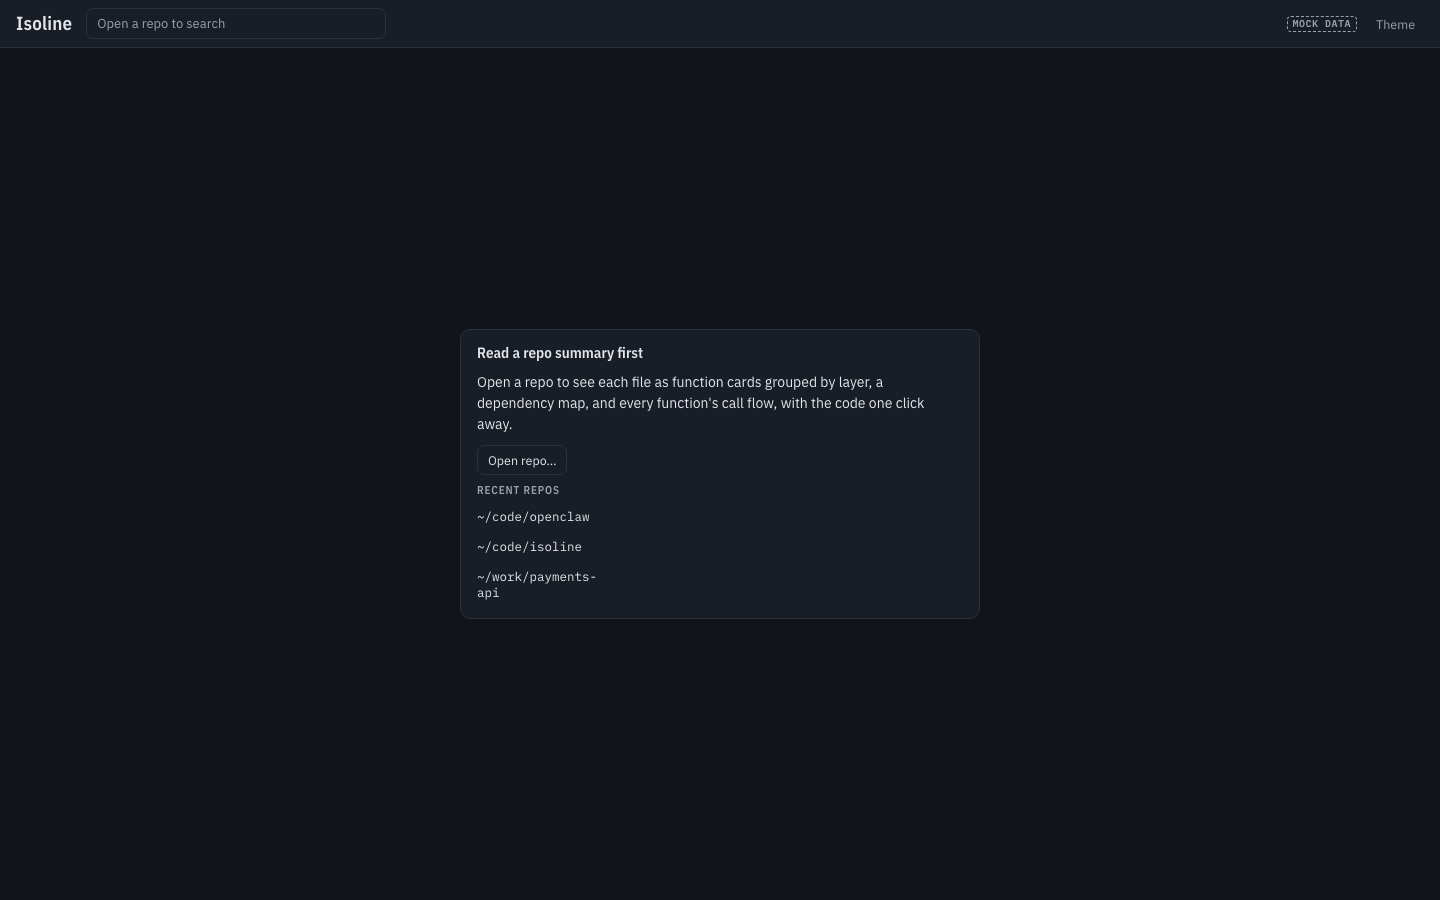 Isoline
Open a repo to search
MOCK DATA
Theme
Read a repo summary first
Open a repo to see each file as function cards grouped by layer, a
dependency map, and every function's call flow, with the code one click
away.
Open repo…
RECENT REPOS
~/code/openclaw
~/code/isoline
~/work/payments-
api